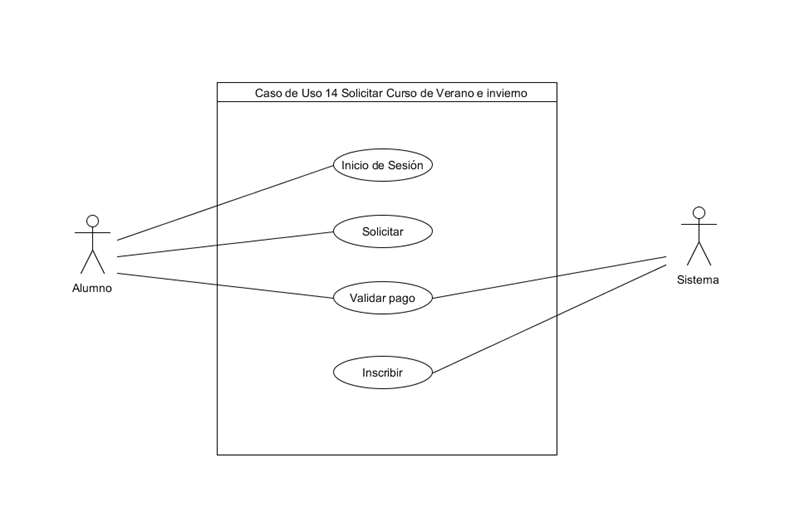 Caso de Uso 14 Solicitar Curso de Verano e invierno
Inicio de Sesión
Solicitar
Alumno
Sistema
Validar pago
Inscribir